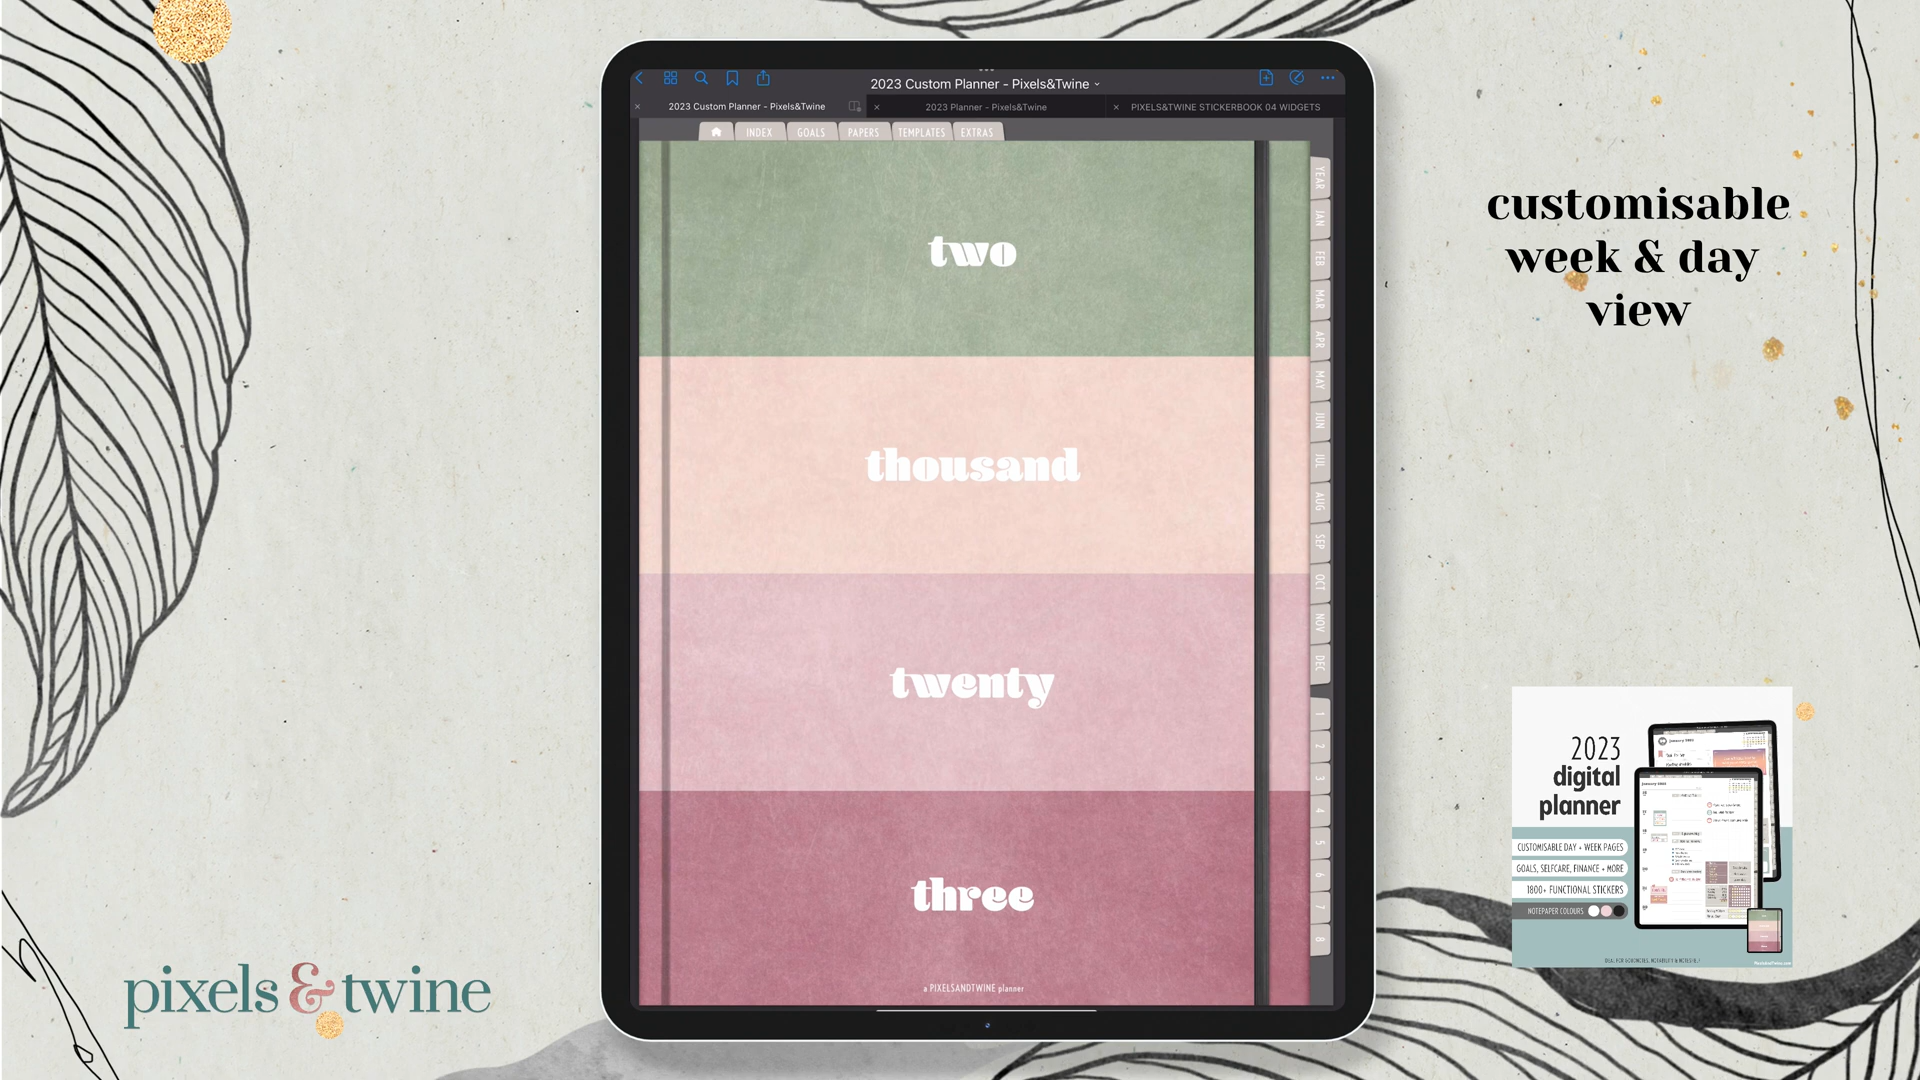 2023 Custom Planner - Pixels&Twine
2023 Custom Planner - Pixels&Twine
2023 Planner - Pixels&Twine
PIXELS&TWINE STICKERBOOK 04 WIDGETS
INDEX
GOALS
PAPERS
TEMPLATES
EXTRAS
two
thousand
twenty
three
a PIXELSANDTWINE planner
YEAR
JAN
FEB
MAR
APR
MAY
JUN
JUL
AUG
SEP
OCT
NOV
DEC
1
2
3
4
5
6
7
8
customisable
week & day
view
2023
digital
planner
CUSTOMISABLE DAY + WEEK PAGES
GOALS, SELFCARE, FINANCE + MORE
1800+ FUNCTIONAL STICKERS
NOTEPAPER COLOURS
pixels & twine